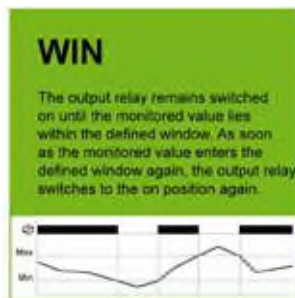 WIN
The output relay remains switched
on until the monitored value lies
within the defined window. As soon
as the monitored value enters the
defined window again, the output relay
switches to the on position again.
Max
Min